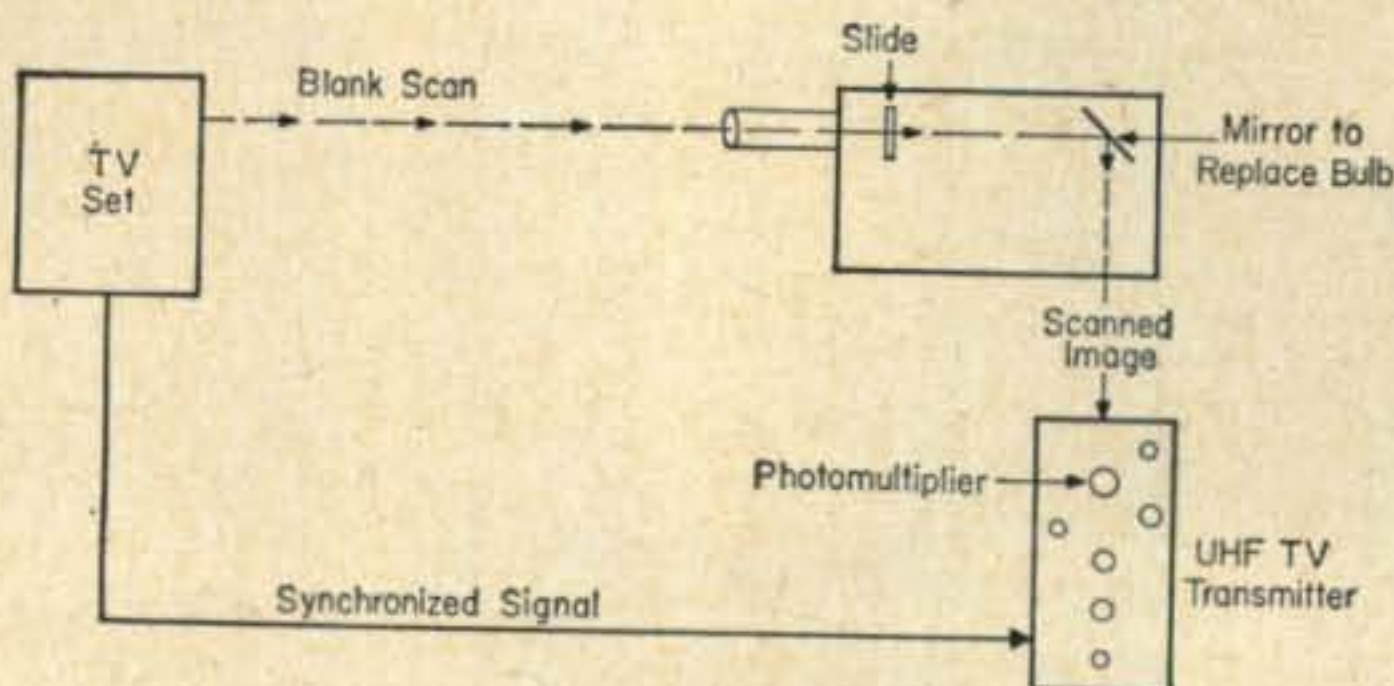 Slide
Blank Scan
TV
Set
Mirror to
Replace Bulb
Scanned
Image
Photomultiplier
UHF TV
Transmitter
Synchronized Signal